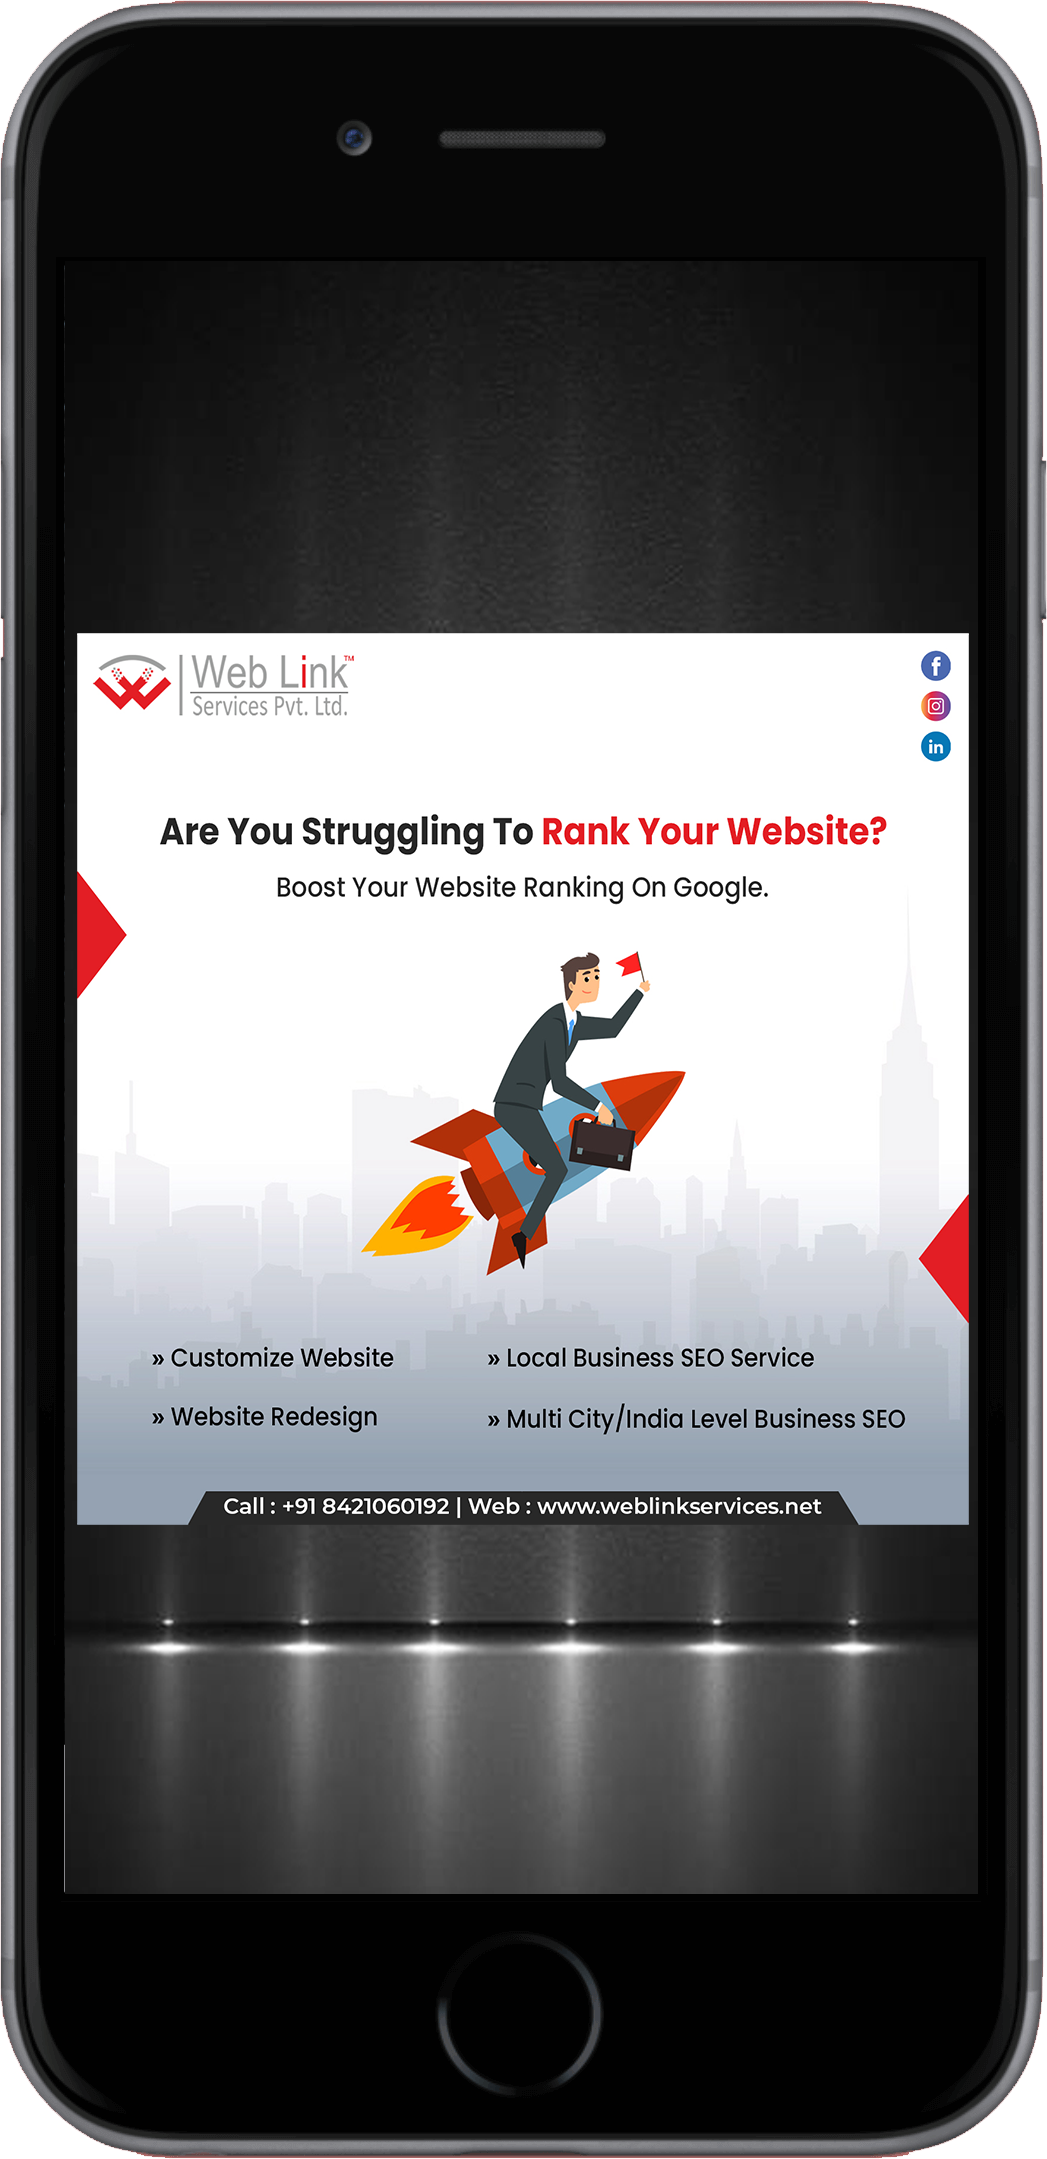 Web Link™
Services Pvt. Ltd.
Are You Struggling To Rank Your Website?
Boost Your Website Ranking On Google.
» Customize Website
» Local Business SEO Service
» Website Redesign
» Multi City/India Level Business SEO
Call : +91 8421060192 | Web : www.weblinkservices.net